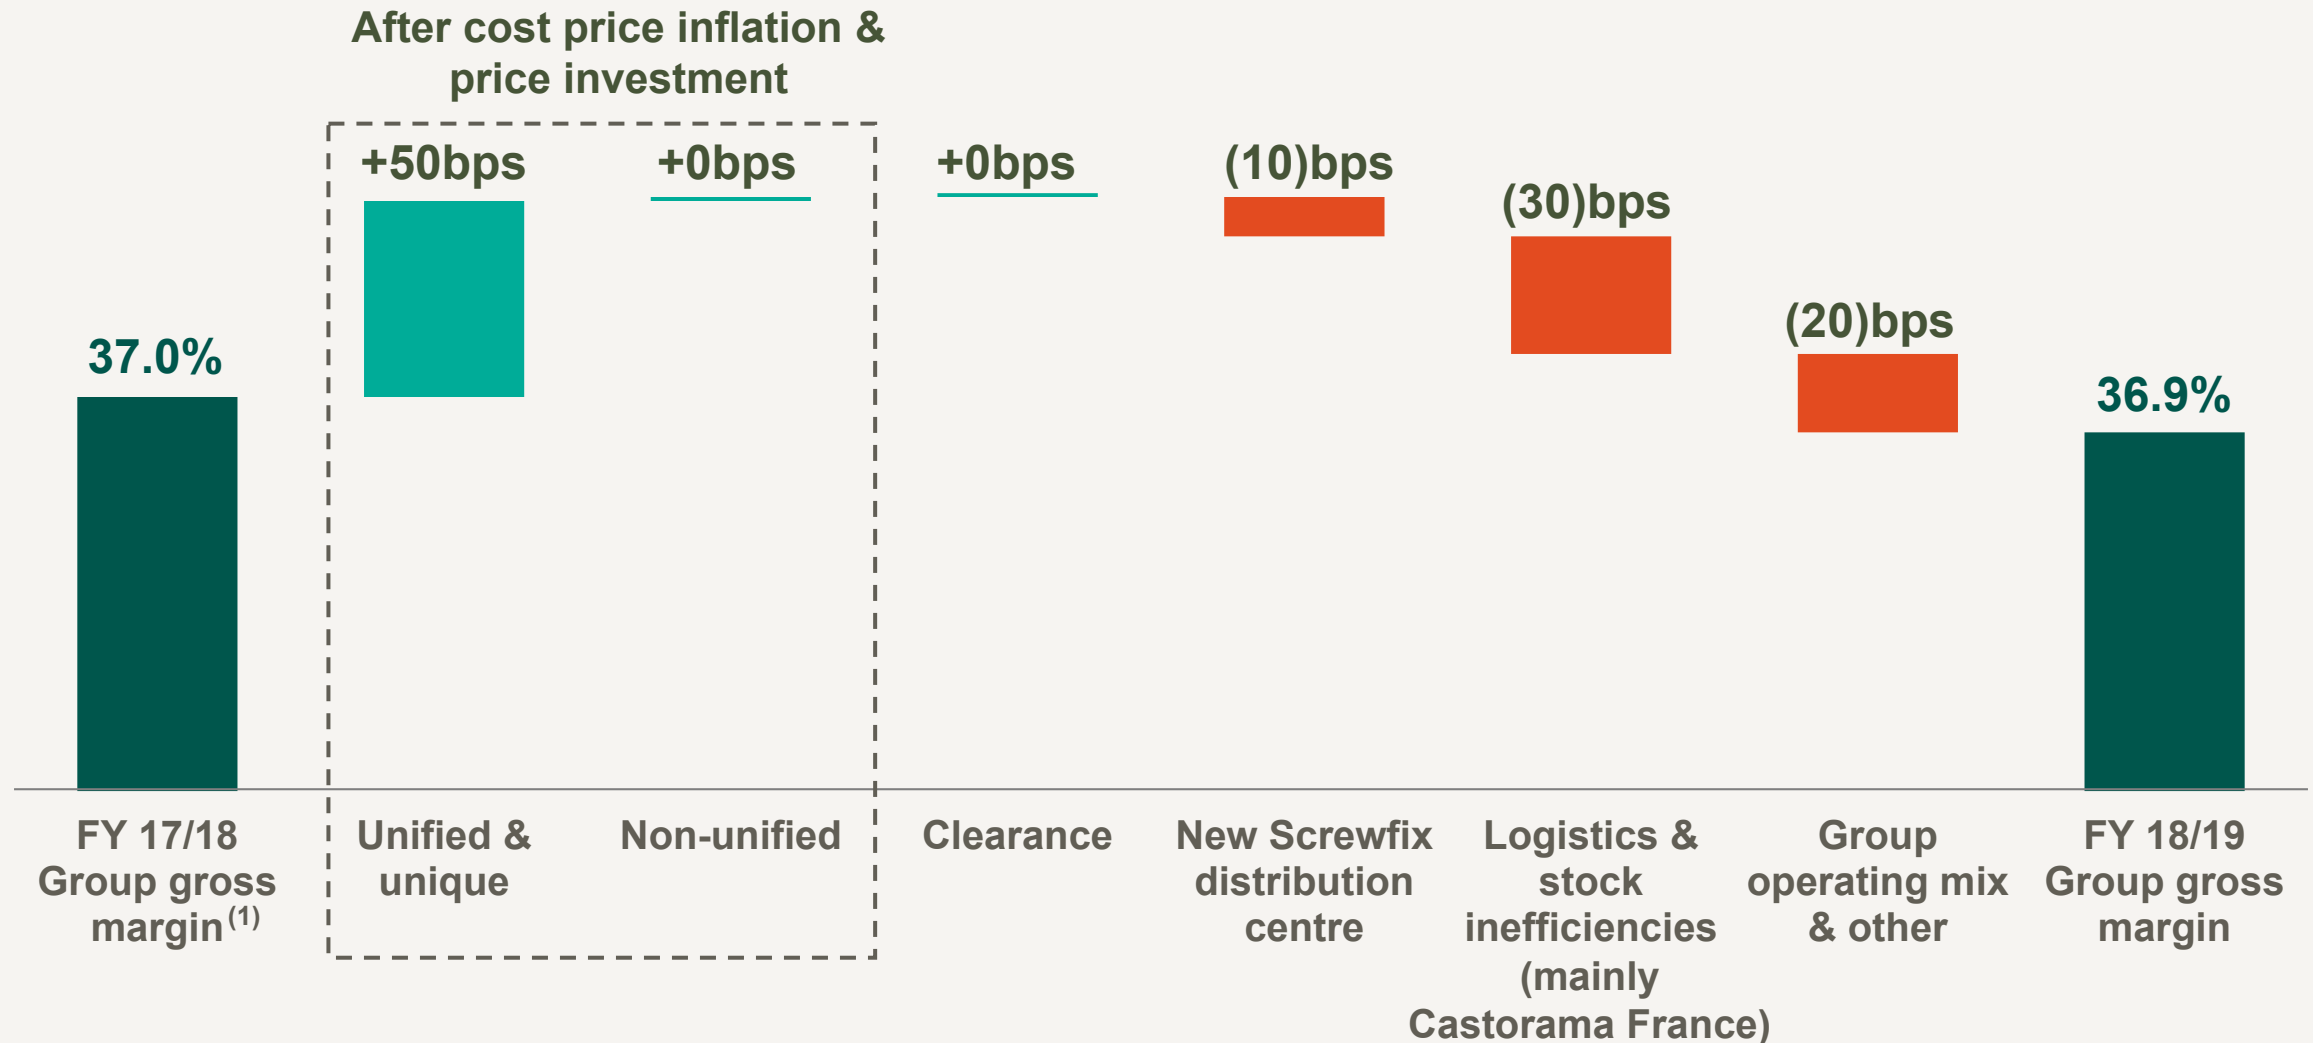 After cost price inflation &
price investment
+50bps
+0bps
+0bps
(10)bps
(30)bps
(20)bps
37.0%
36.9%
FY 17/18
Group gross
margin(1)
Unified &
unique
Non-unified
Clearance
New Screwfix
distribution
centre
Logistics &
stock
inefficiencies
(mainly
Castorama France)
Group
operating mix
& other
FY 18/19
Group gross
margin